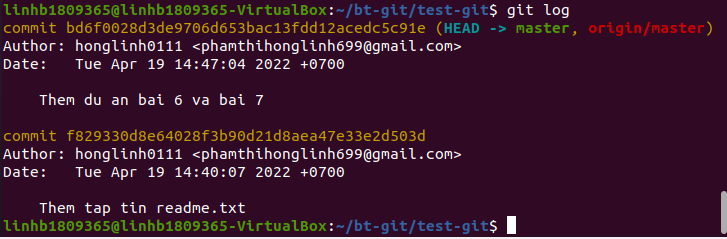 linhb1809365@linhb1809365-VirtualBox:~/bt-git/test-git$ git log
commit bd6f0028d3de9706d653bac13fdd12acedc5c91e (HEAD -> master, origin/master)
Author: honglinh0111 <phamthihonglinh699@gmail.com>
Date:   Tue Apr 19 14:47:04 2022 +0700
    Them du an bai 6 va bai 7
commit f829330d8e64028f3b90d21d8aea47e33e2d503d
Author: honglinh0111 <phamthihonglinh699@gmail.com>
Date:   Tue Apr 19 14:40:07 2022 +0700
    Them tap tin readme.txt
linhb1809365@linhb1809365-VirtualBox:~/bt-git/test-git$